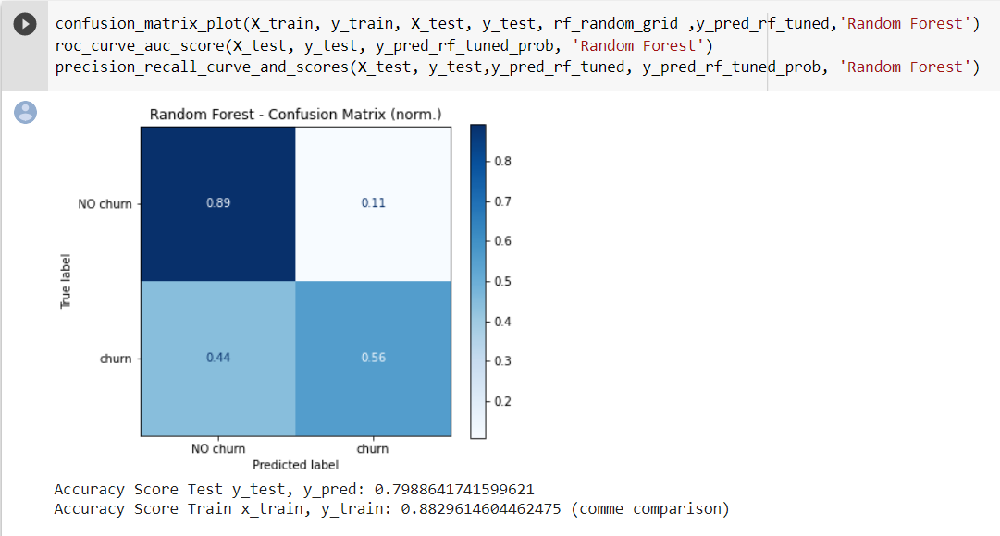 confusion_matrix_plot(X_train, y_train, X_test, y_test, rf_random_grid ,y_pred_rf_tuned,'Random Forest')
roc_curve_auc_score(X_test, y_test, y_pred_rf_tuned_prob, 'Random Forest')
precision_recall_curve_and_scores(X_test, y_test,y_pred_rf_tuned, y_pred_rf_tuned_prob, 'Random Forest')
Random Forest - Confusion Matrix (norm.)
0.8
0.7
0.6
0.5
0.4
0.3
0.2
True label
NO churn
0.89
0.11
churn
0.44
0.56
NO churn
churn
Predicted label
Accuracy Score Test y_test, y_pred: 0.7988641741599621
Accuracy Score Train x_train, y_train: 0.8829614604462475 (comme comparison)